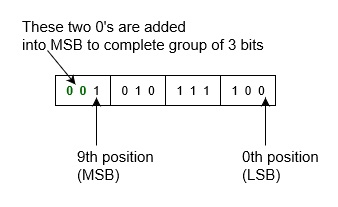 These two 0's are added
into MSB to complete group of 3 bits
0 0 1 0 1 0 1 1 1 1 0 0
9th position 0th position
(MSB) (LSB)